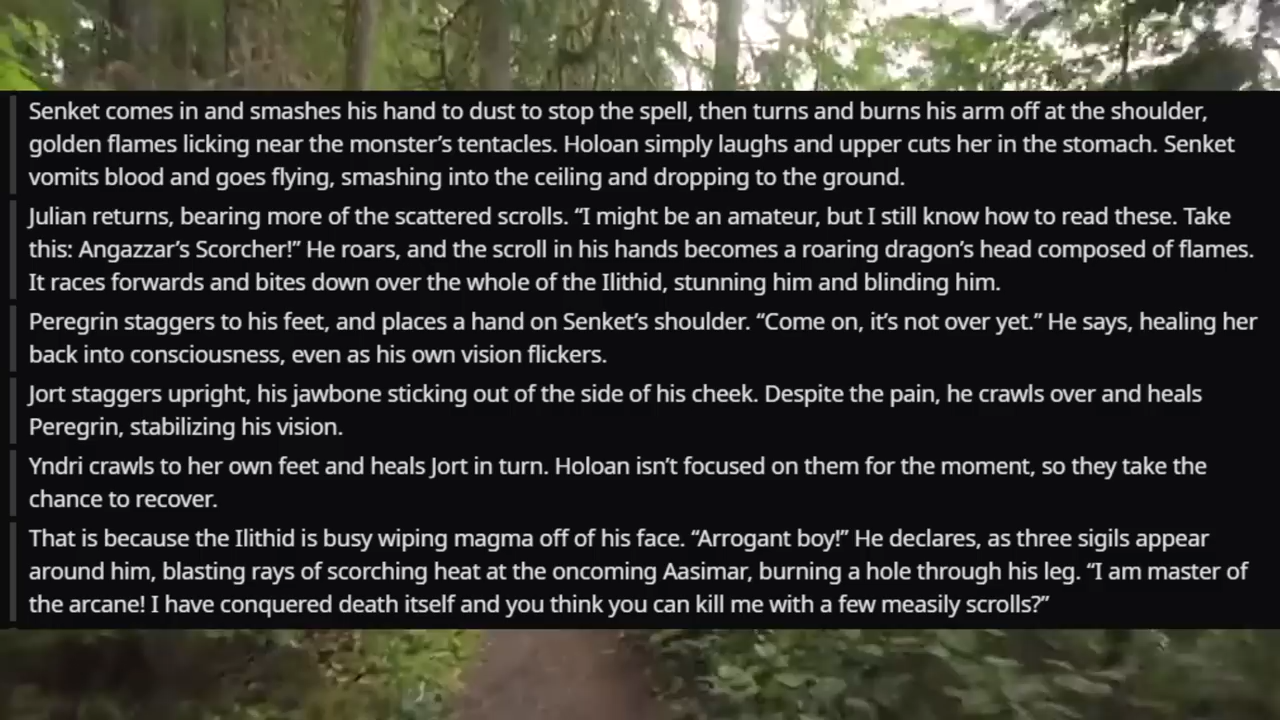 Senket comes in and smashes his hand to dust to stop the spell, then turns and burns his arm off at the shoulder,
golden flames licking near the monster’s tentacles. Holoan simply laughs and upper cuts her in the stomach. Senket
vomits blood and goes flying, smashing into the ceiling and dropping to the ground.
Julian returns, bearing more of the scattered scrolls. “I might be an amateur, but I still know how to read these. Take
this: Angazzar’s Scorcher!” He roars, and the scroll in his hands becomes a roaring dragon’s head composed of flames.
It races forwards and bites down over the whole of the Ilithid, stunning him and blinding him.
Peregrin staggers to his feet, and places a hand on Senket’s shoulder. “Come on, it’s not over yet.” He says, healing her
back into consciousness, even as his own vision flickers.
Jort staggers upright, his jawbone sticking out of the side of his cheek. Despite the pain, he crawls over and heals
Peregrin, stabilizing his vision.
Yndri crawls to her own feet and heals Jort in turn. Holoan isn’t focused on them for the moment, so they take the
chance to recover.
That is because the Ilithid is busy wiping magma off of his face. “Arrogant boy!” He declares, as three sigils appear
around him, blasting rays of scorching heat at the oncoming Aasimar, burning a hole through his leg. “I am master of
the arcane! I have conquered death itself and you think you can kill me with a few measily scrolls?”